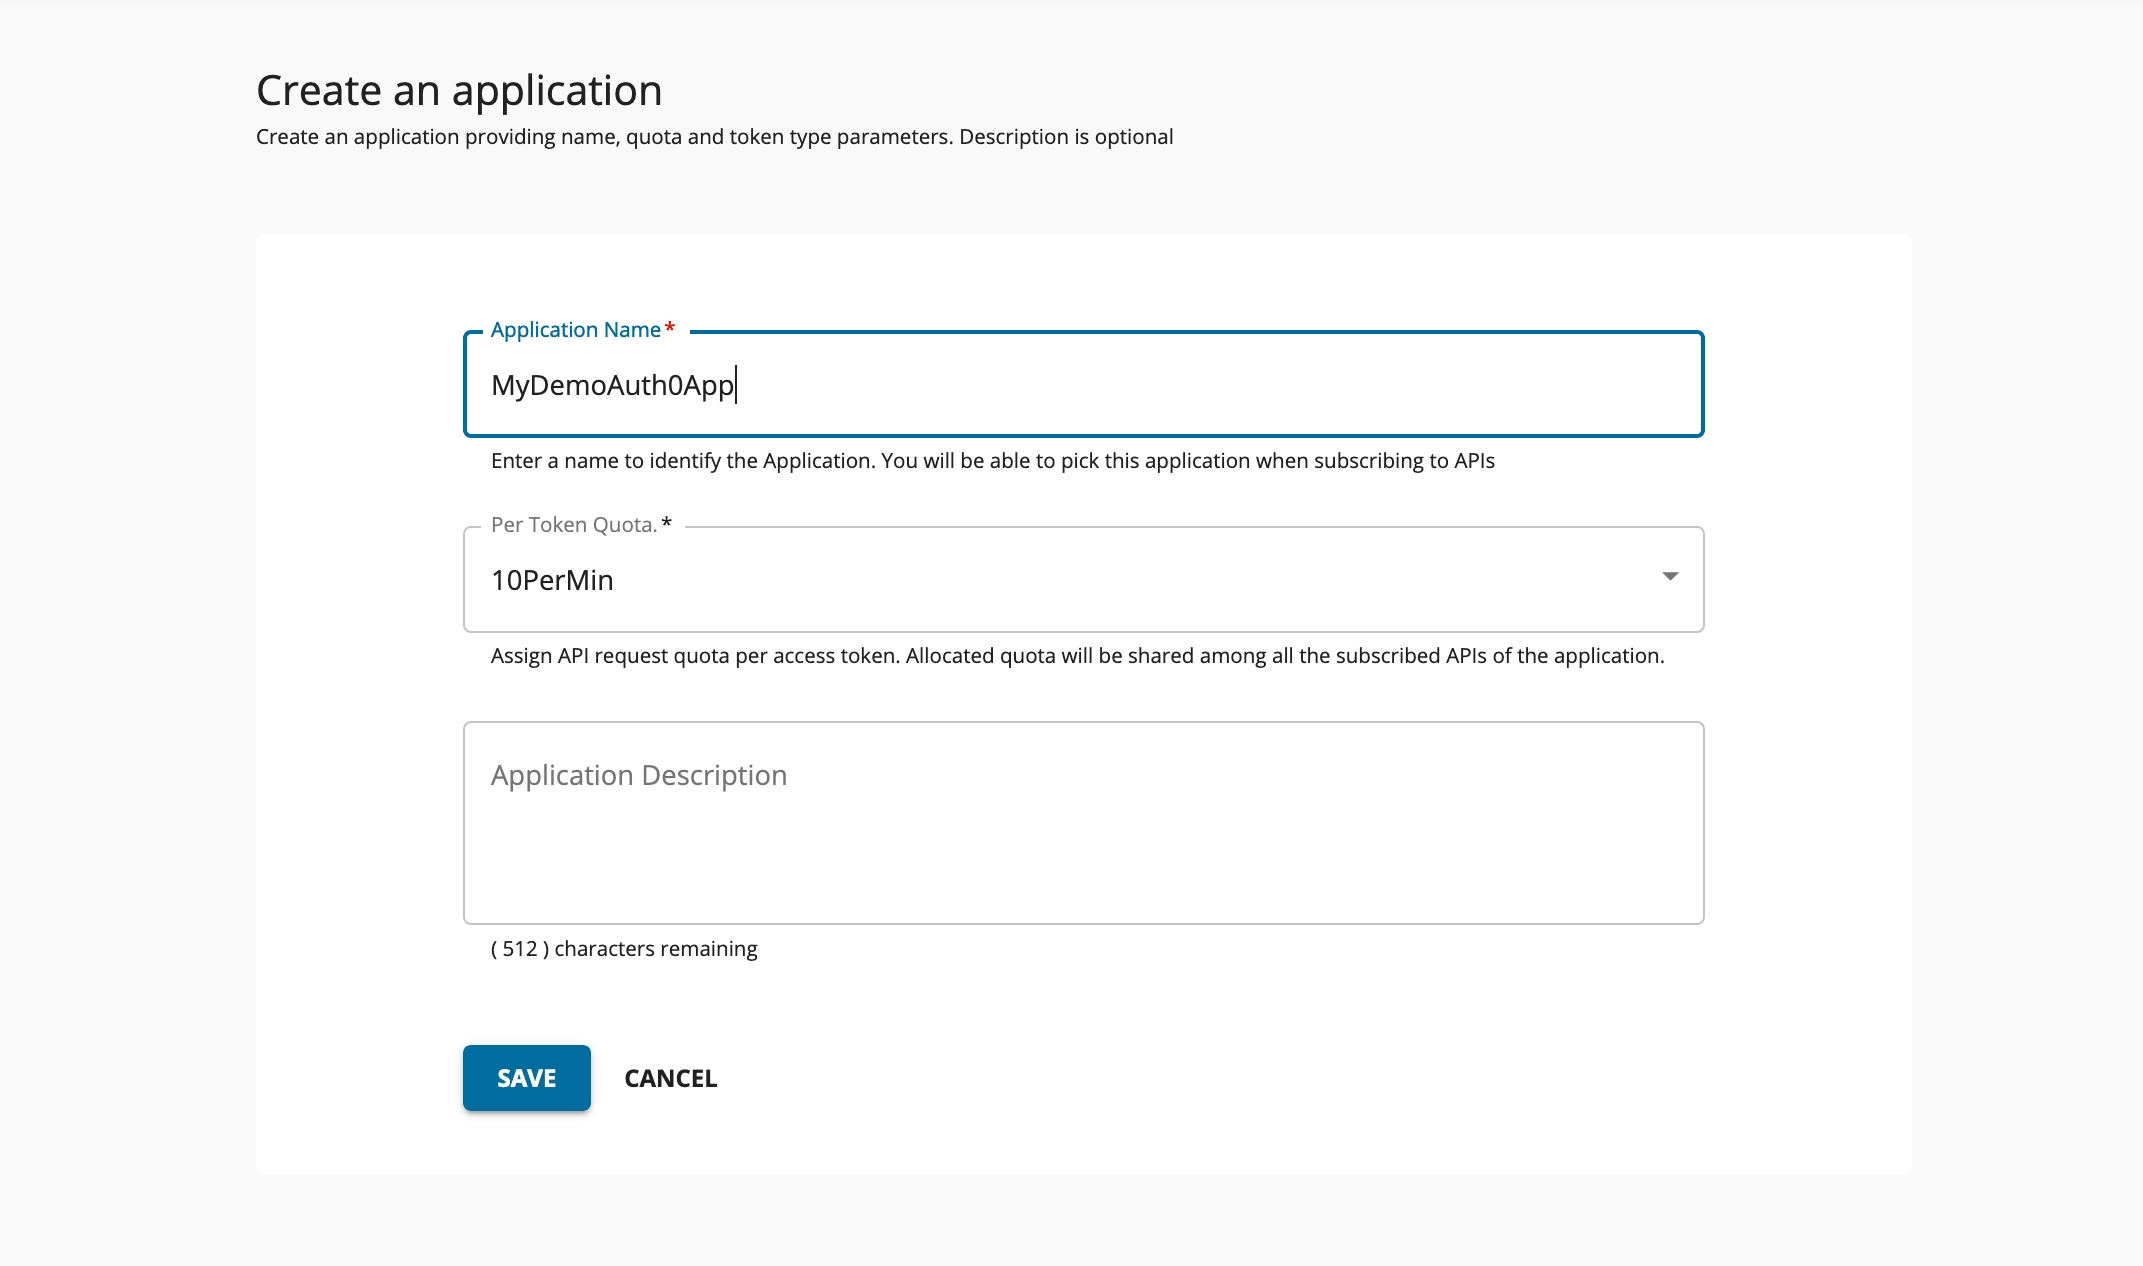 Create an application
Create an application providing name, quota and token type parameters. Description is optional
Application Name*
MyDemoAuth0App
Enter a name to identify the Application. You will be able to pick this application when subscribing to APIs
Per Token Quota.*
10PerMin
Assign API request quota per access token. Allocated quota will be shared among all the subscribed APIs of the application.
Application Description
( 512 ) characters remaining
SAVE CANCEL